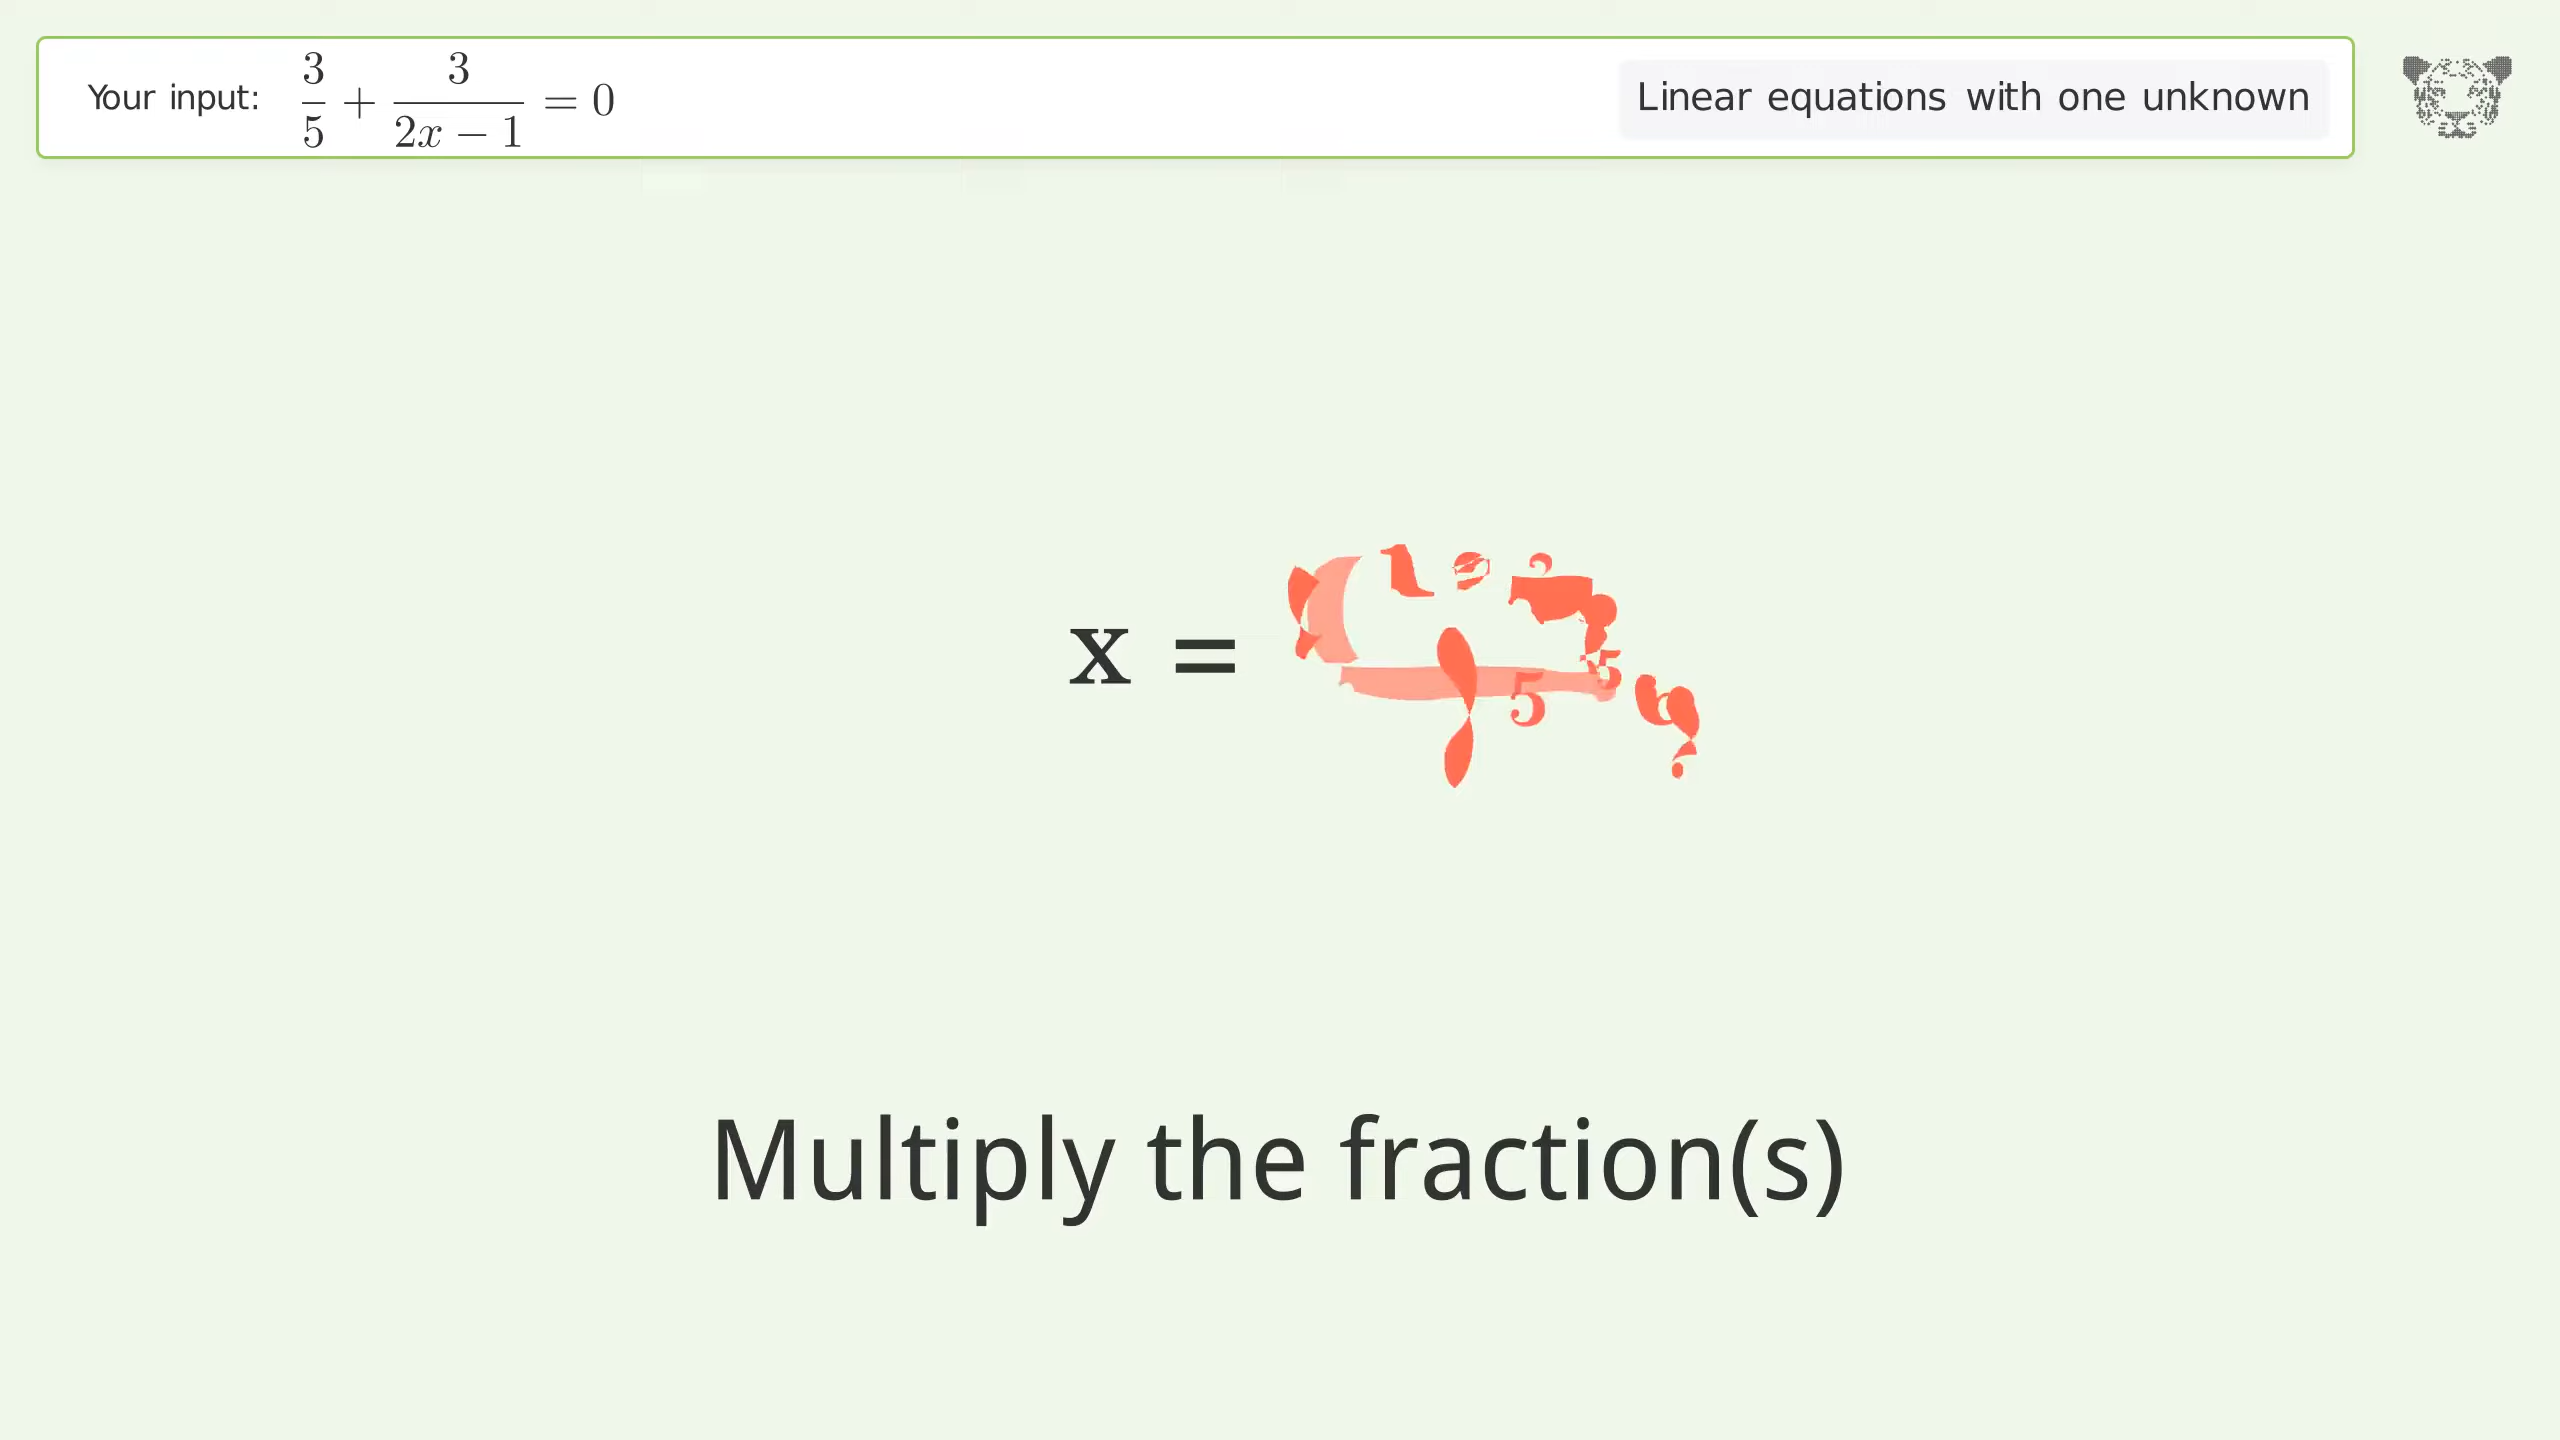 Your input: 3/5 + 3/(2x − 1) = 0
Linear equations with one unknown
x =
Multiply the fraction(s)